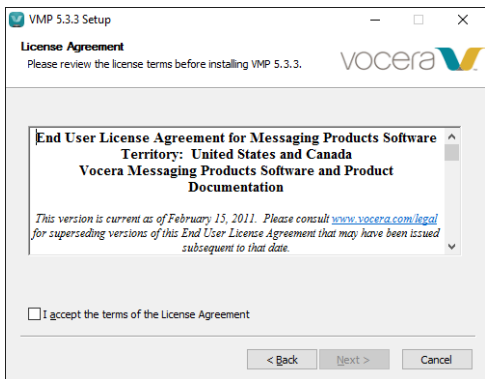 VMP 5.3.3 Setup
License Agreement
Please review the license terms before installing VMP 5.3.3.
vocera
End User License Agreement for Messaging Products Software
Territory: United States and Canada
Vocera Messaging Products Software and Product
Documentation
This version is current as of February 15, 2011. Please consult www.vocera.com/legal
for superseding versions of this End User License Agreement that may have been issued
subsequent to that date.
I accept the terms of the License Agreement
< Back Next > Cancel